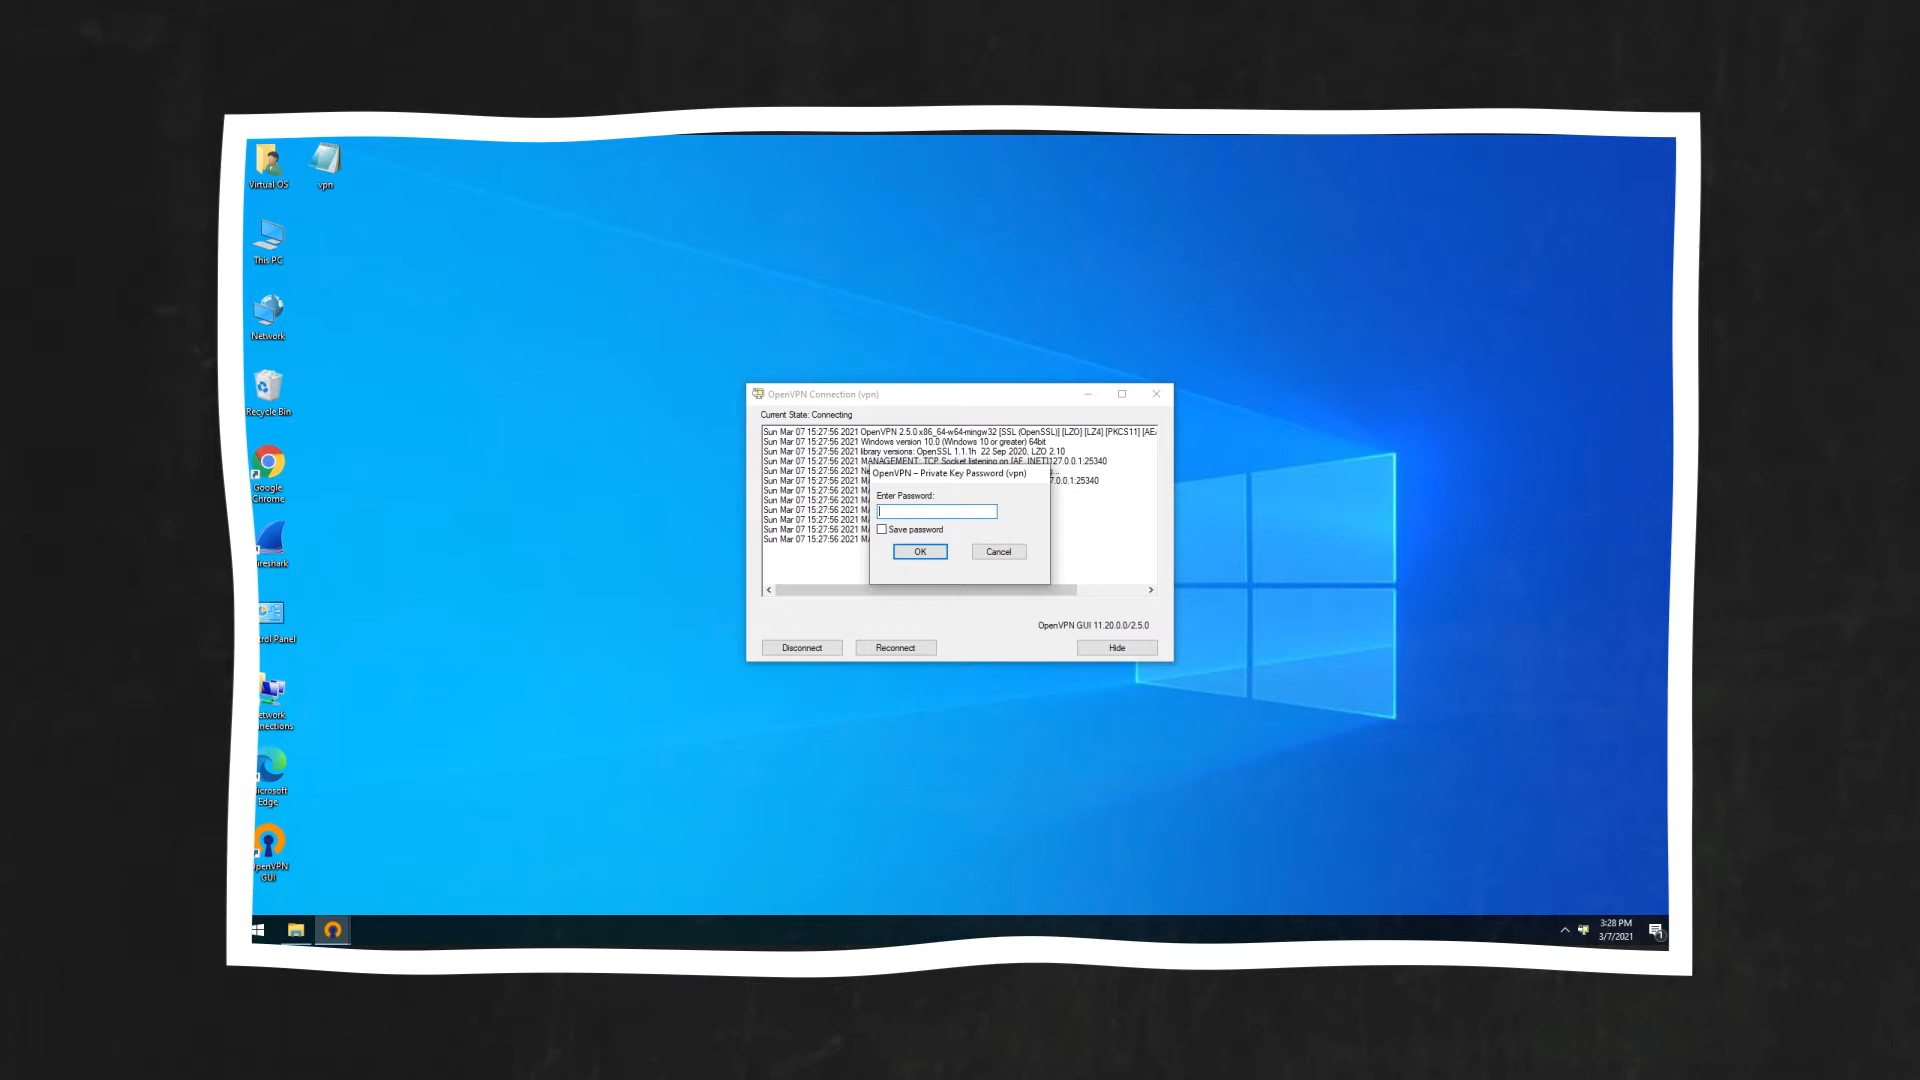 Virtual OS
vpn
This PC
Network
Recycle Bin
Google
Chrome
ireshark
trol Panel
etwork
nections
icrosoft
Edge
penVPN
GUI
OpenVPN Connection (vpn)
Current State: Connecting
Sun Mar 07 15:27:56 2021 OpenVPN 2.5.0 x86_64-w64-mingw32 [SSL (OpenSSL)] [LZO] [LZ4] [PKCS11] [AE
Sun Mar 07 15:27:56 2021 Windows version 10.0 (Windows 10 or greater) 64bit
Sun Mar 07 15:27:56 2021 library versions: OpenSSL 1.1.1h 22 Sep 2020, LZO 2.10
Sun Mar 07 15:27:56 2021 MANAGEMENT: TCP Socket listening on [AF_INET]127.0.0.1:25340
Sun Mar 07 15:27:56 2021 Ne
Sun Mar 07 15:27:56 2021 M 7.0.0.1:25340
Sun Mar 07 15:27:56 2021 M
Sun Mar 07 15:27:56 2021 M
Sun Mar 07 15:27:56 2021 M
Sun Mar 07 15:27:56 2021 M
Sun Mar 07 15:27:56 2021 M
Sun Mar 07 15:27:56 2021 M
OpenVPN – Private Key Password (vpn)
Enter Password:
Save password
OK Cancel
OpenVPN GUI 11.20.0.0/2.5.0
Disconnect Reconnect Hide
3:28 PM
3/7/2021
1